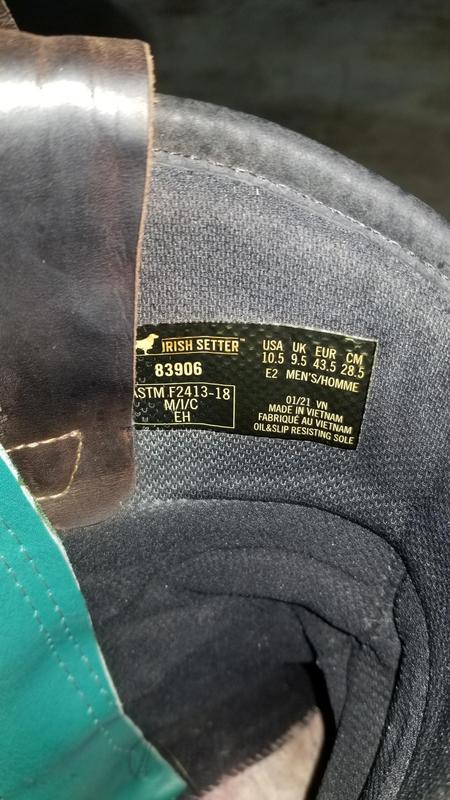 IRISH SETTER
83906
ASTM F2413-18
M/I/C
EH
USA UK EUR CM
10.5 9.5 43.5 28.5
E2 MEN'S/HOMME
01/21 VN
MADE IN VIETNAM
FABRIQUÉ AU VIETNAM
OIL&SLIP RESISTING SOLE